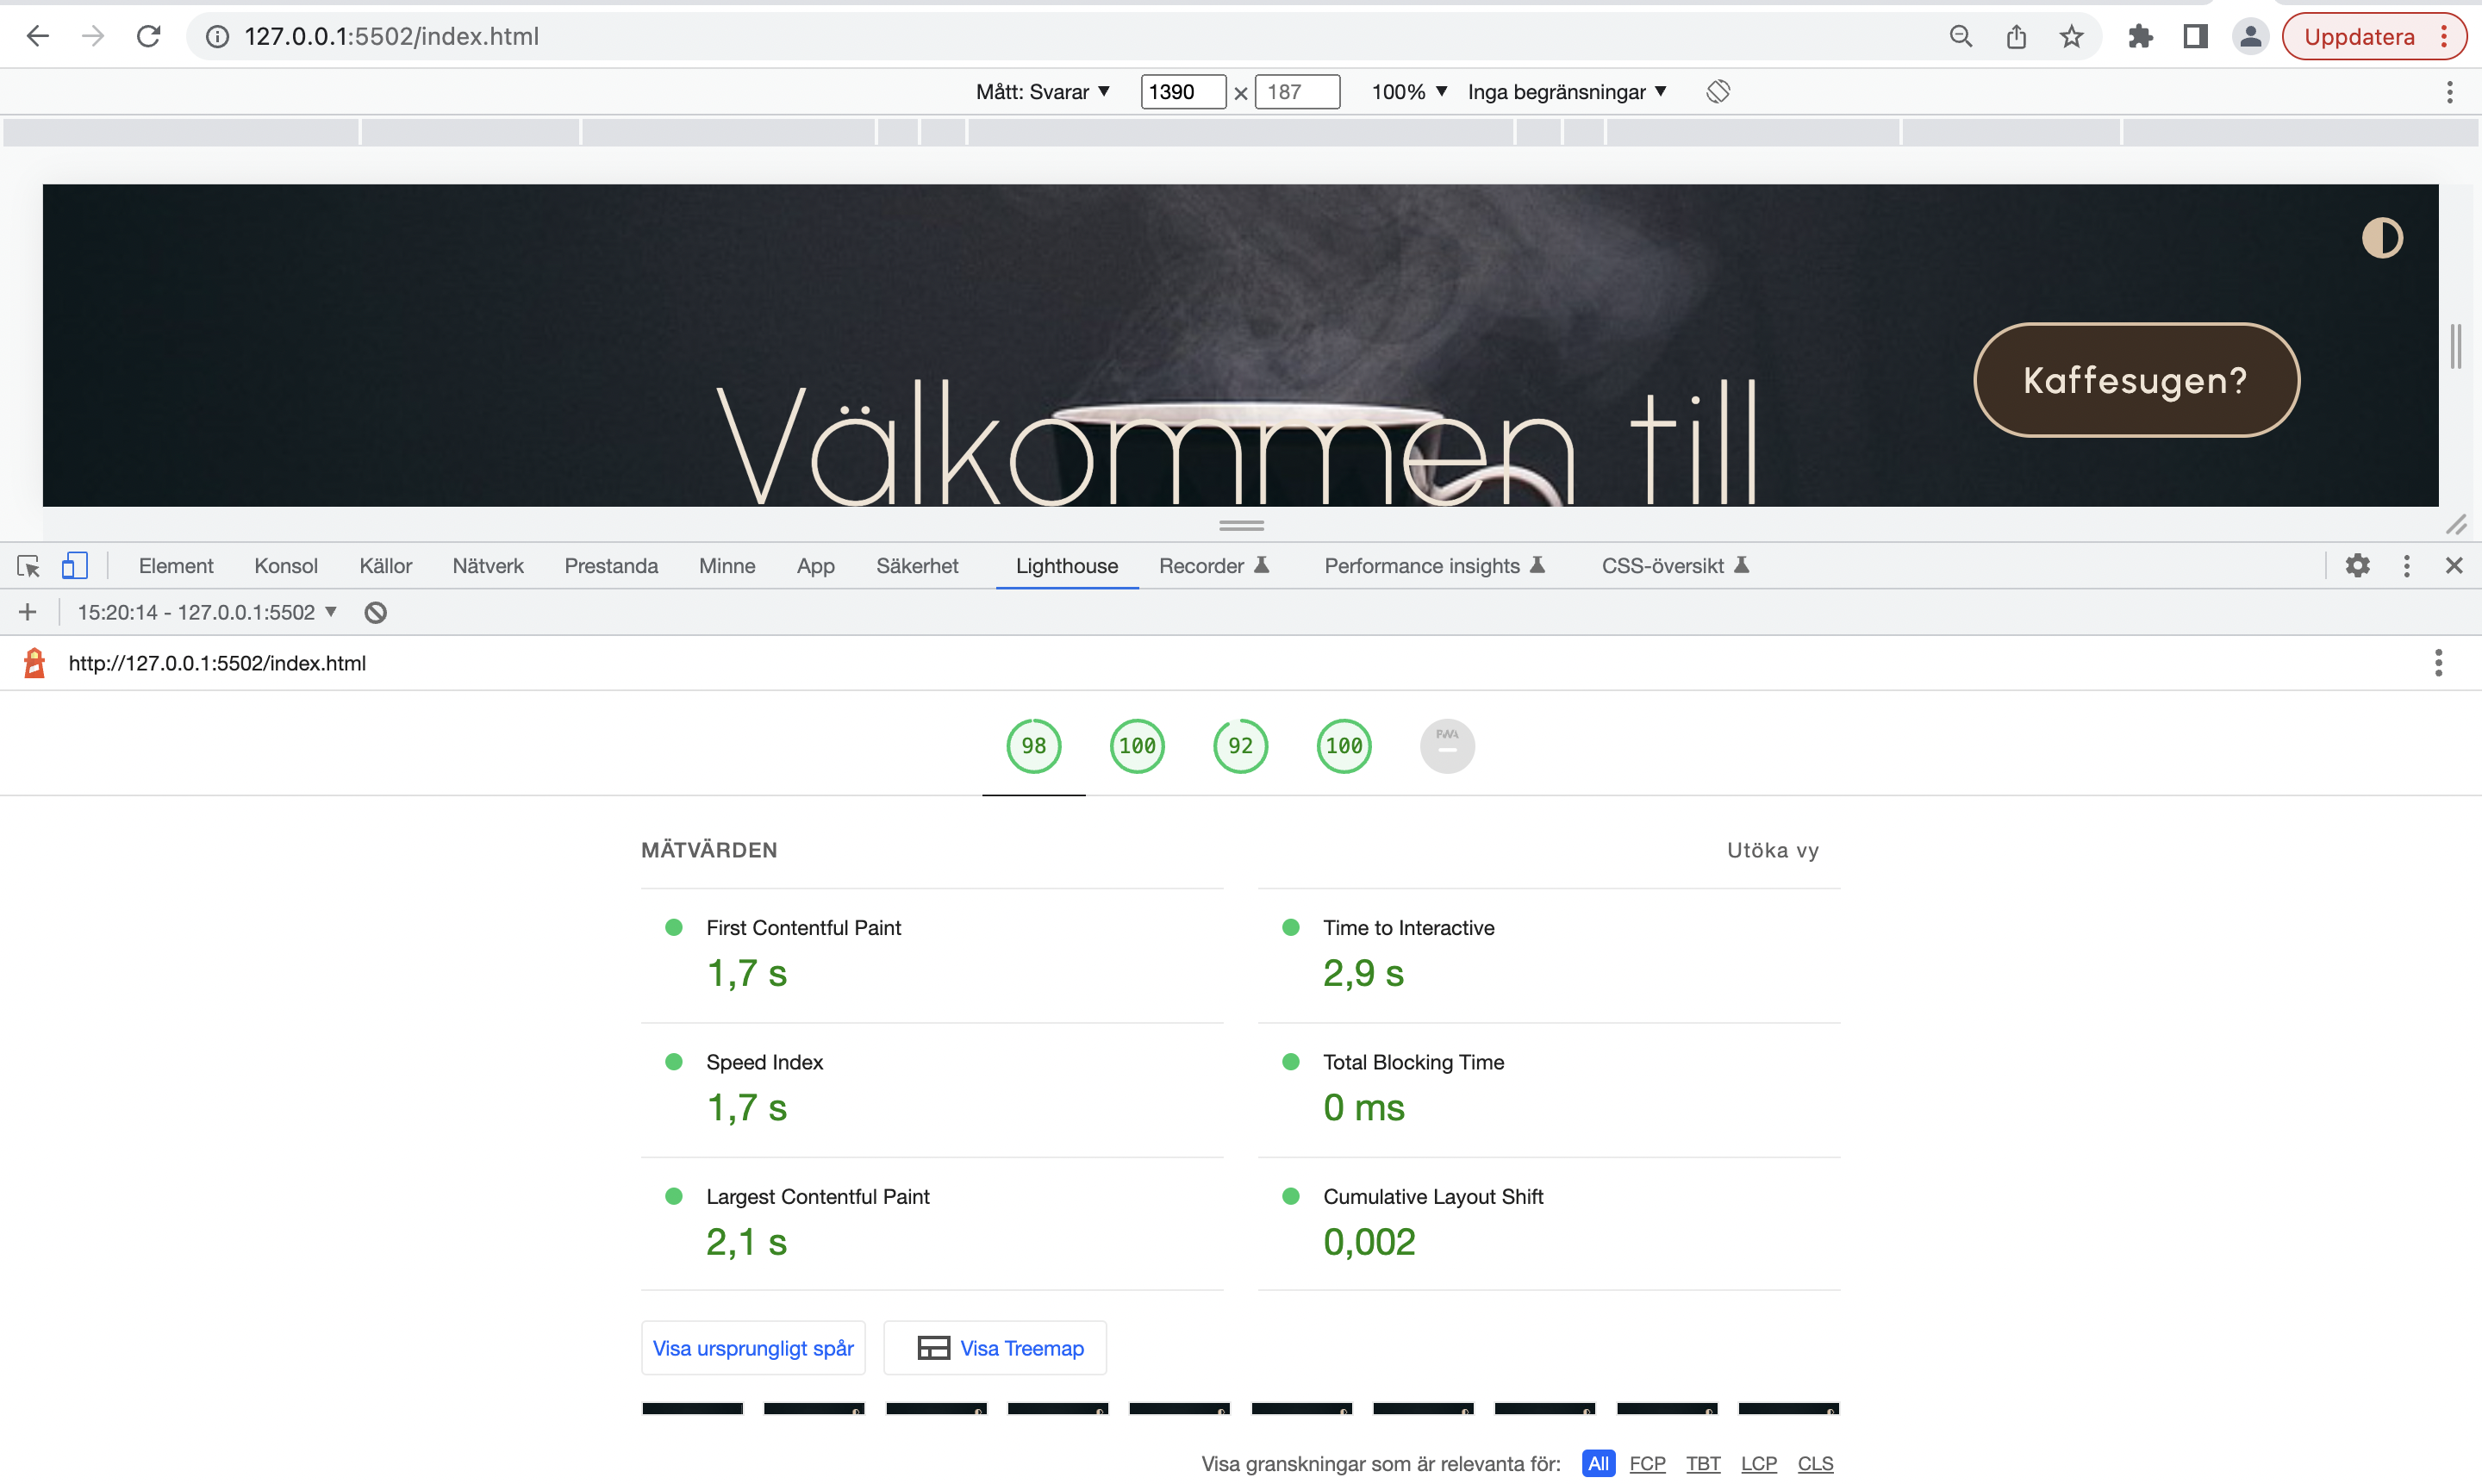 127.0.0.1:5502/index.html
Uppdatera
Mått: Svarar ▼ 1390 × 187 100% ▼ Inga begränsningar ▼
Kaffesugen?
Välkommen till
Element Konsol Källor Nätverk Prestanda Minne App Säkerhet Lighthouse Recorder Performance insights CSS-översikt
15:20:14 - 127.0.0.1:5502 ▼
http://127.0.0.1:5502/index.html
98 100 92 100 PWA
MÄTVÄRDEN Utöka vy
First Contentful Paint
1,7 s
Time to Interactive
2,9 s
Speed Index
1,7 s
Total Blocking Time
0 ms
Largest Contentful Paint
2,1 s
Cumulative Layout Shift
0,002
Visa ursprungligt spår Visa Treemap
Visa granskningar som är relevanta för: All FCP TBT LCP CLS